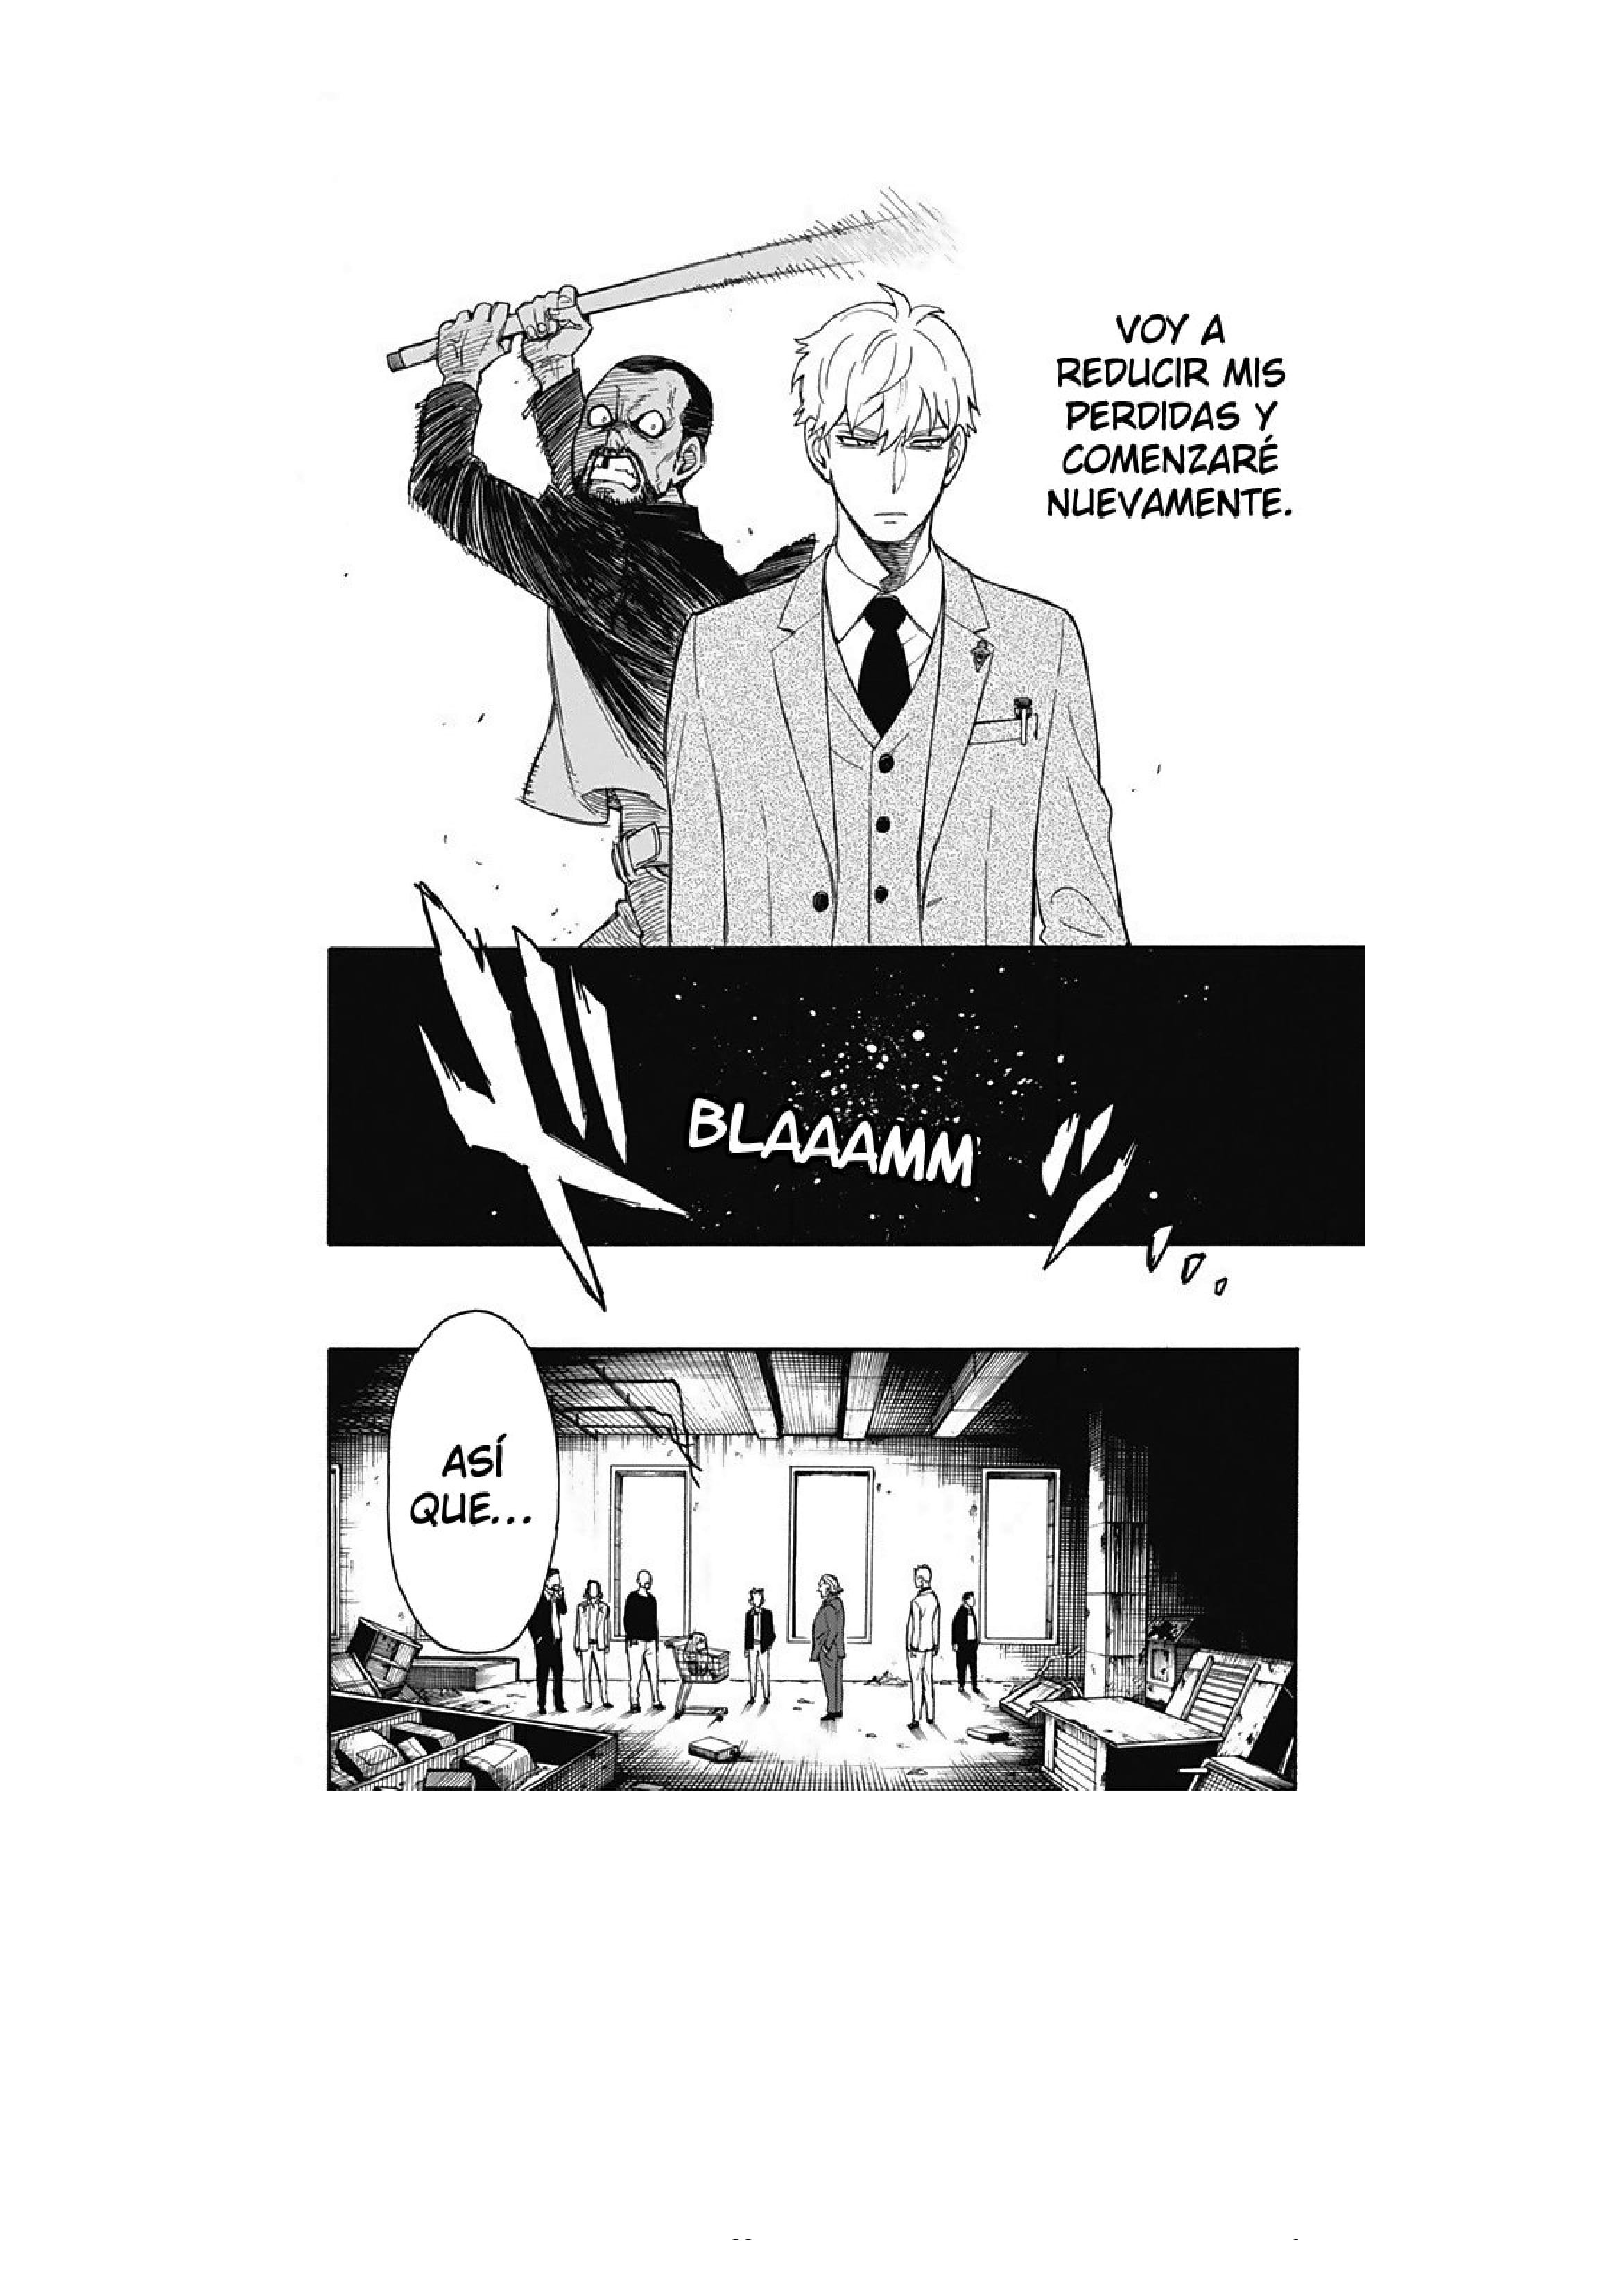 VOY A
REDUCIR MIS
PERDIDAS Y
COMENZARÉ
NUEVAMENTE.
BLAAAMM
ASÍ
QUE...